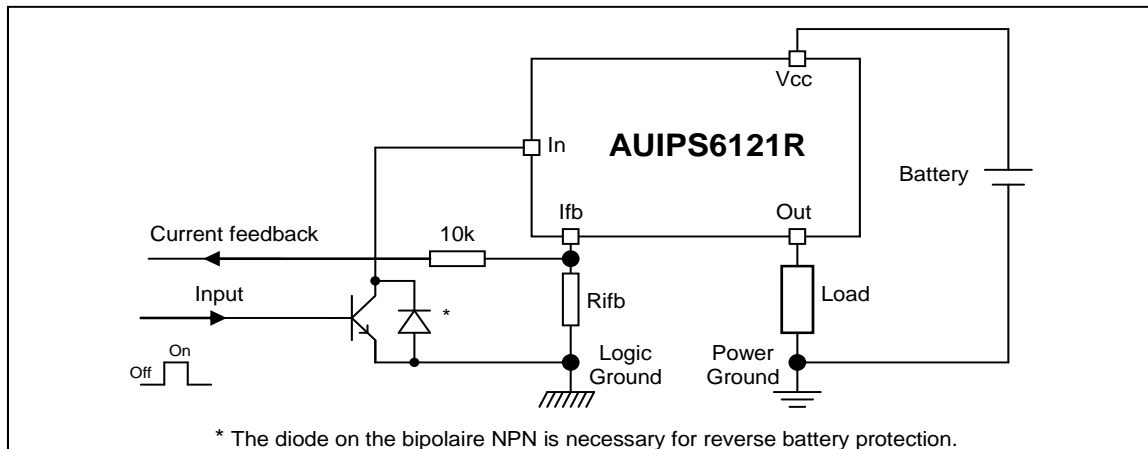 Vcc
In
AUIPS6121R
Battery
Ifb
Out
Current feedback
10k
Input
*
Rifb
Load
On
Off
Logic
Ground
Power
Ground
* The diode on the bipolaire NPN is necessary for reverse battery protection.